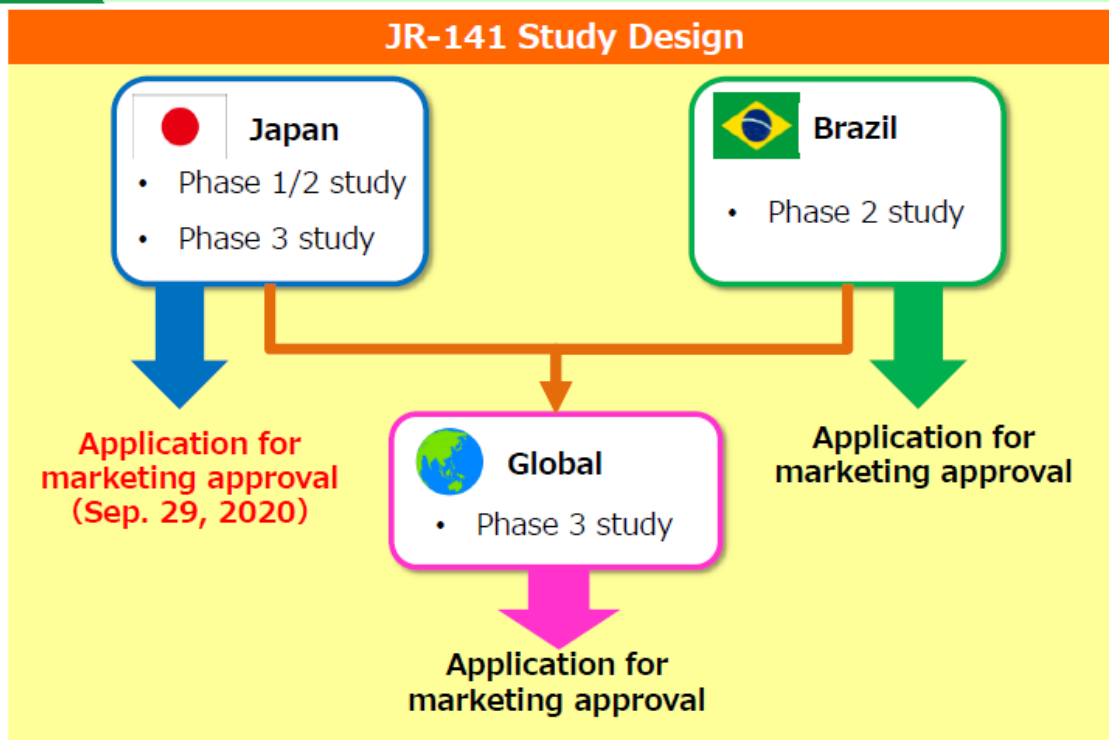 JR-141 Study Design
Japan
• Phase 1/2 study
• Phase 3 study
Brazil
• Phase 2 study
Application for
marketing approval
（Sep. 29, 2020）
Global
• Phase 3 study
Application for
marketing approval
Application for
marketing approval